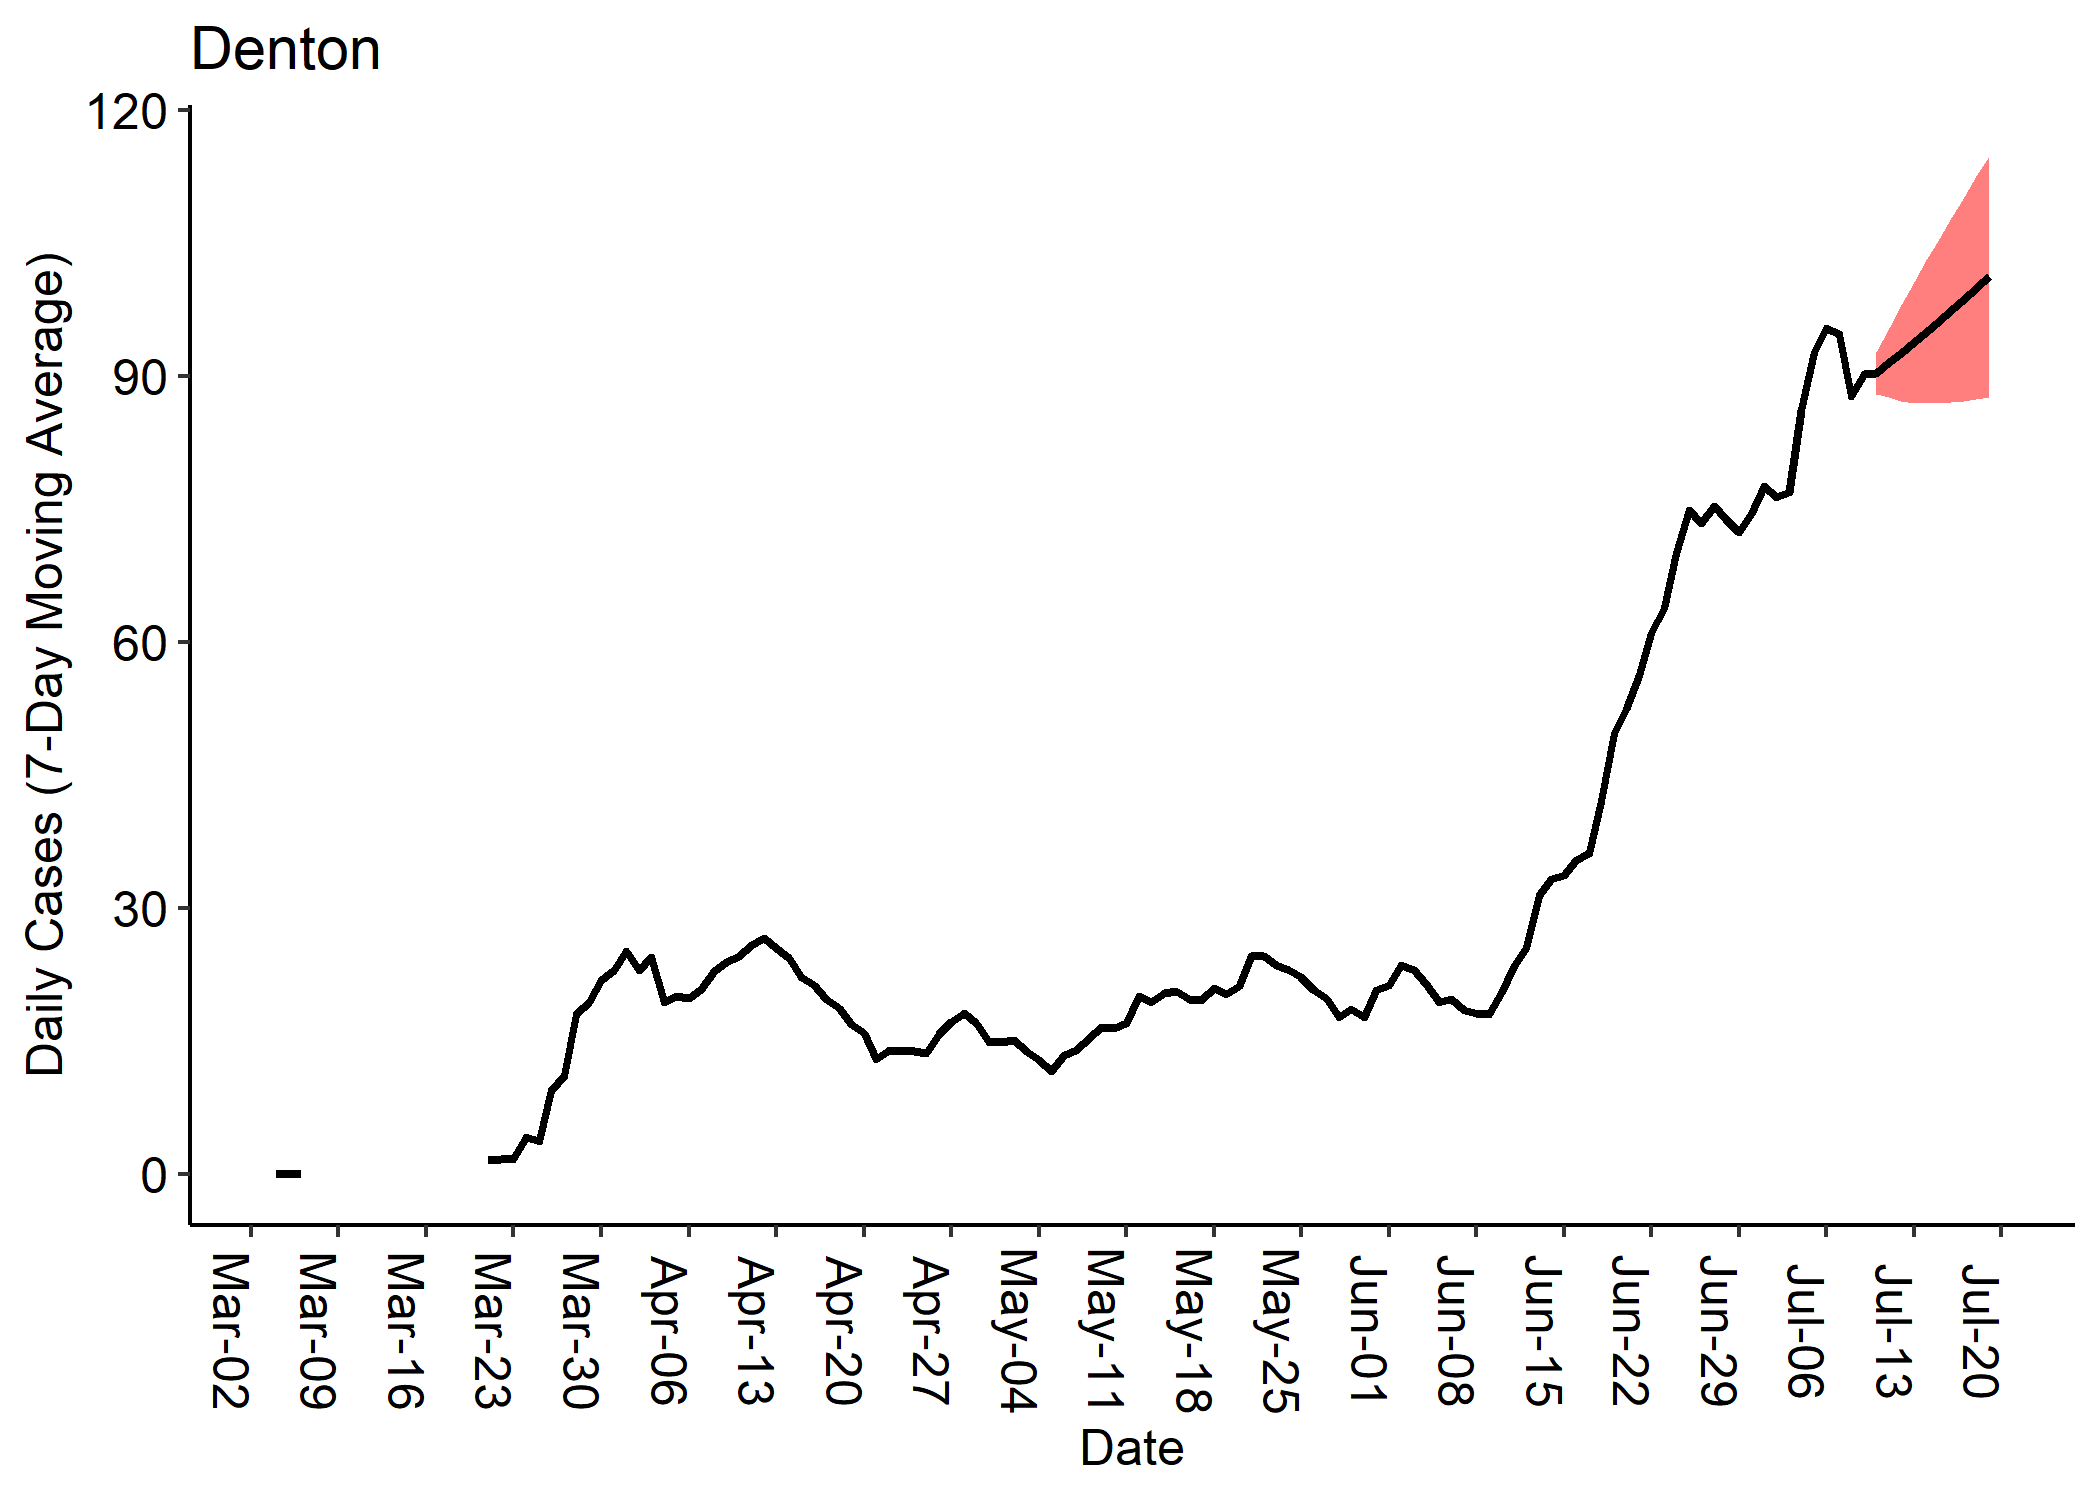 Denton
120
90
60
30
0
Daily Cases (7-Day Moving Average)
Mar-02
Mar-09
Mar-16
Mar-23
Mar-30
Apr-06
Apr-13
Apr-20
Apr-27
May-04
May-11
May-18
May-25
Jun-01
Jun-08
Jun-15
Jun-22
Jun-29
Jul-06
Jul-13
Jul-20
Date